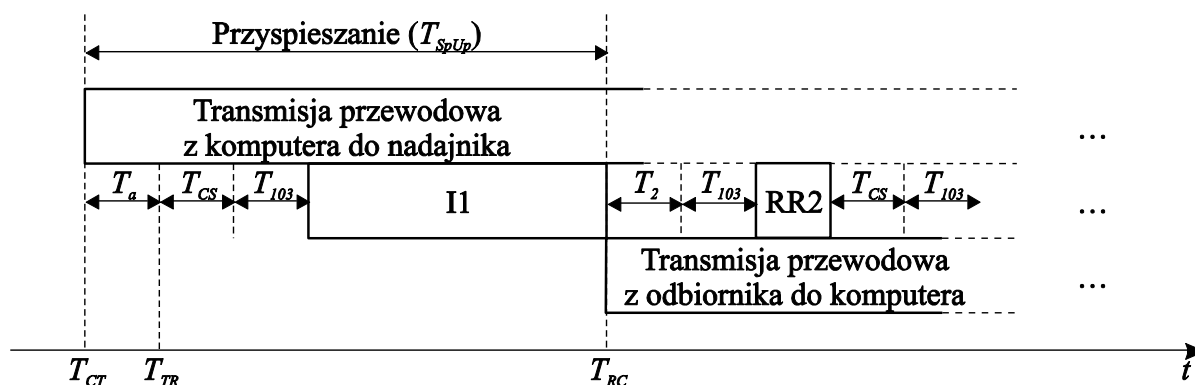 Przyspieszanie (T_SpUp)
Transmisja przewodowa
z komputera do nadajnika
...
T_a T_CS T_103 I1 T_2 T_103 RR2 T_CS T_103 ...
Transmisja przewodowa
z odbiornika do komputera
...
T_CT T_TR T_RC t